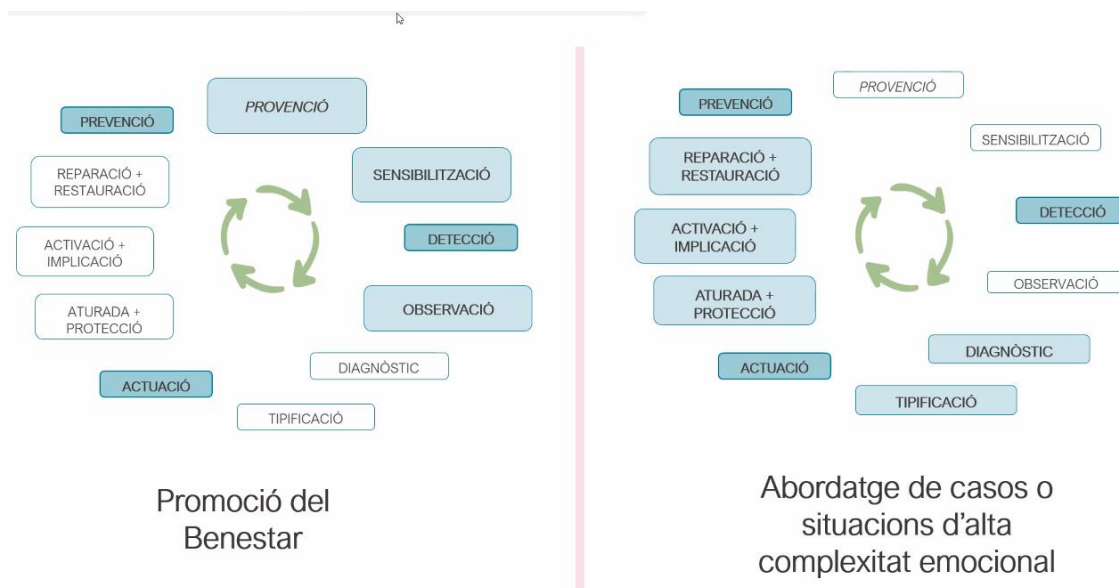 PROVENCIÓ
PREVENCIÓ
SENSIBILITZACIÓ
REPARACIÓ +
RESTAURACIÓ
DETECCIÓ
ACTIVACIÓ +
IMPLICACIÓ
OBSERVACIÓ
ATURADA +
PROTECCIÓ
DIAGNÒSTIC
ACTUACIÓ
TIPIFICACIÓ
Promoció del
Benestar
PROVENCIÓ
PREVENCIÓ
SENSIBILITZACIÓ
REPARACIÓ +
RESTAURACIÓ
DETECCIÓ
ACTIVACIÓ +
IMPLICACIÓ
OBSERVACIÓ
ATURADA +
PROTECCIÓ
DIAGNÒSTIC
ACTUACIÓ
TIPIFICACIÓ
Abordatge de casos o
situacions d'alta
complexitat emocional